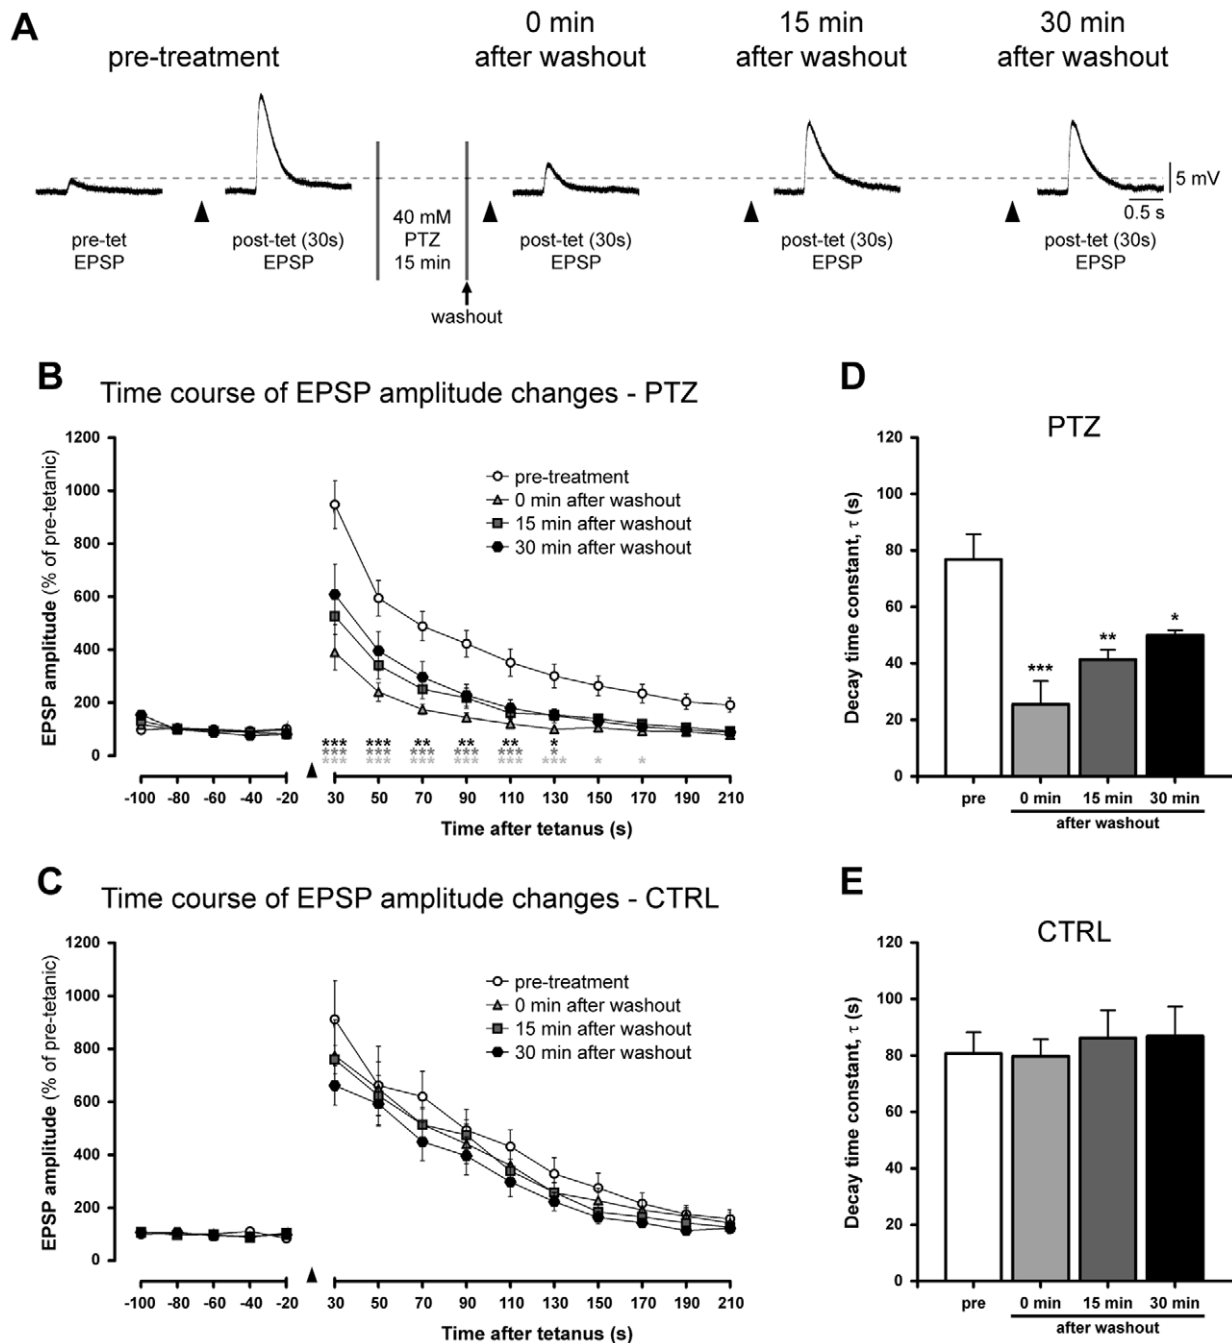 A
pre-treatment
0 min
after washout
15 min
after washout
30 min
after washout
5 mV
0.5 s
pre-tet
EPSP
post-tet (30s)
EPSP
40 mM
PTZ
15 min
washout
post-tet (30s)
EPSP
post-tet (30s)
EPSP
post-tet (30s)
EPSP
B
Time course of EPSP amplitude changes - PTZ
EPSP amplitude (% of pre-tetanic)
1200
1000
800
600
400
200
0
pre-treatment
0 min after washout
15 min after washout
30 min after washout
*** *** ** ** ** *
*** *** *** *** *** *
*** *** *** *** *** *** * *
-100 -80 -60 -40 -20 30 50 70 90 110 130 150 170 190 210
Time after tetanus (s)
D
PTZ
Decay time constant, τ (s)
120
100
80
60
40
20
0
***
**
*
pre 0 min 15 min 30 min
after washout
C
Time course of EPSP amplitude changes - CTRL
EPSP amplitude (% of pre-tetanic)
1200
1000
800
600
400
200
0
pre-treatment
0 min after washout
15 min after washout
30 min after washout
-100 -80 -60 -40 -20 30 50 70 90 110 130 150 170 190 210
Time after tetanus (s)
E
CTRL
Decay time constant, τ (s)
120
100
80
60
40
20
0
pre 0 min 15 min 30 min
after washout